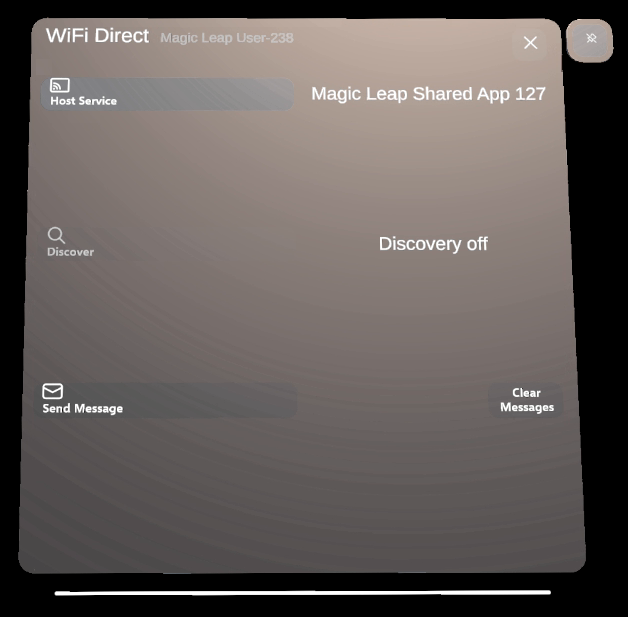 WiFi Direct Magic Leap User-238
Host Service
Magic Leap Shared App 127
Discover
Discovery off
Send Message
Clear
Messages